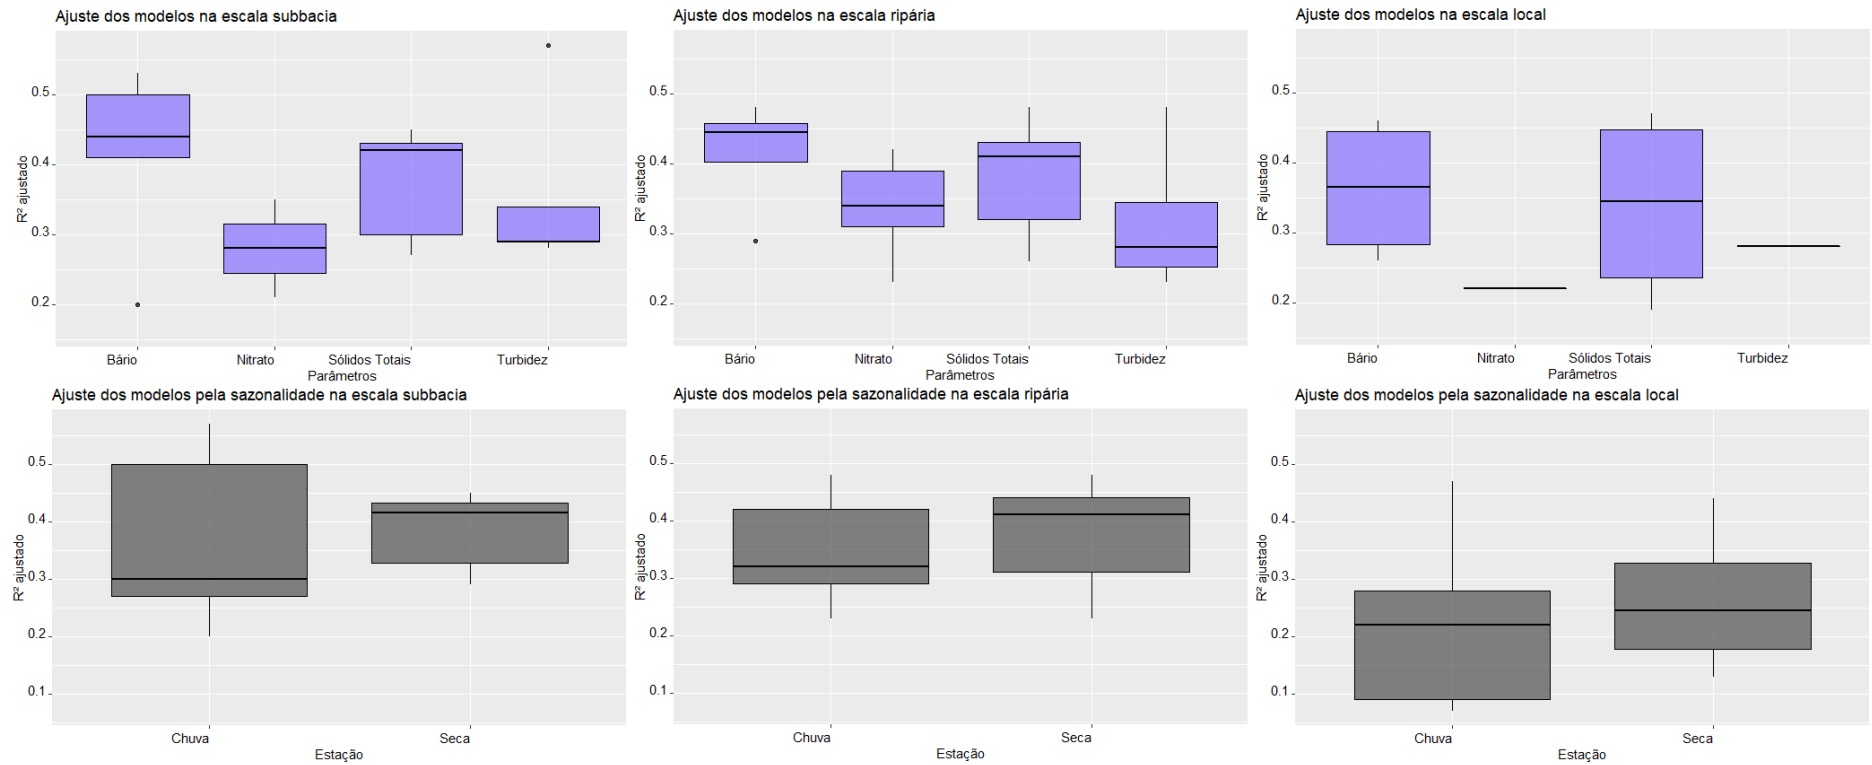 Ajuste dos modelos na escala subbacia
R² ajustado
0.5
0.4
0.3
0.2
Bário Nitrato Sólidos Totais Turbidez
Parâmetros
Ajuste dos modelos na escala ripária
R² ajustado
0.5
0.4
0.3
0.2
Bário Nitrato Sólidos Totais Turbidez
Parâmetros
Ajuste dos modelos na escala local
R² ajustado
0.5
0.4
0.3
0.2
Bário Nitrato Sólidos Totais Turbidez
Parâmetros
Ajuste dos modelos pela sazonalidade na escala subbacia
R² ajustado
0.5
0.4
0.3
0.2
0.1
Chuva Seca
Estação
Ajuste dos modelos pela sazonalidade na escala ripária
R² ajustado
0.5
0.4
0.3
0.2
0.1
Chuva Seca
Estação
Ajuste dos modelos pela sazonalidade na escala local
R² ajustado
0.5
0.4
0.3
0.2
0.1
Chuva Seca
Estação